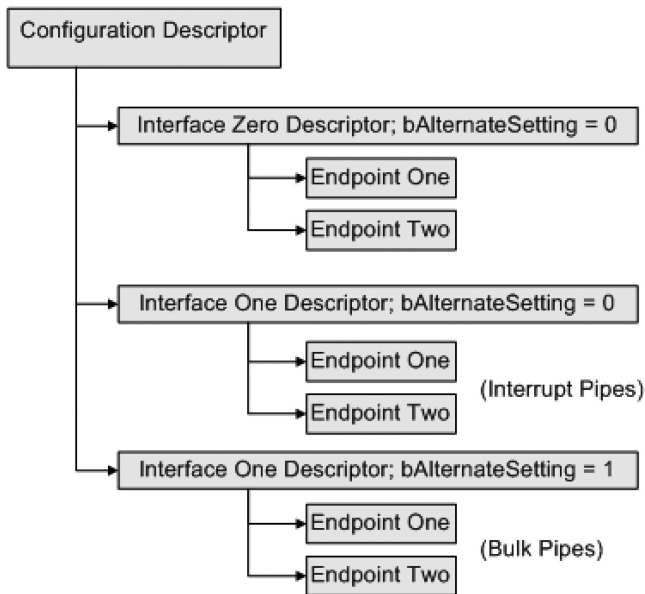 Configuration Descriptor
Interface Zero Descriptor; bAlternateSetting = 0
Endpoint One
Endpoint Two
Interface One Descriptor; bAlternateSetting = 0
Endpoint One
(Interrupt Pipes)
Endpoint Two
Interface One Descriptor; bAlternateSetting = 1
Endpoint One
(Bulk Pipes)
Endpoint Two